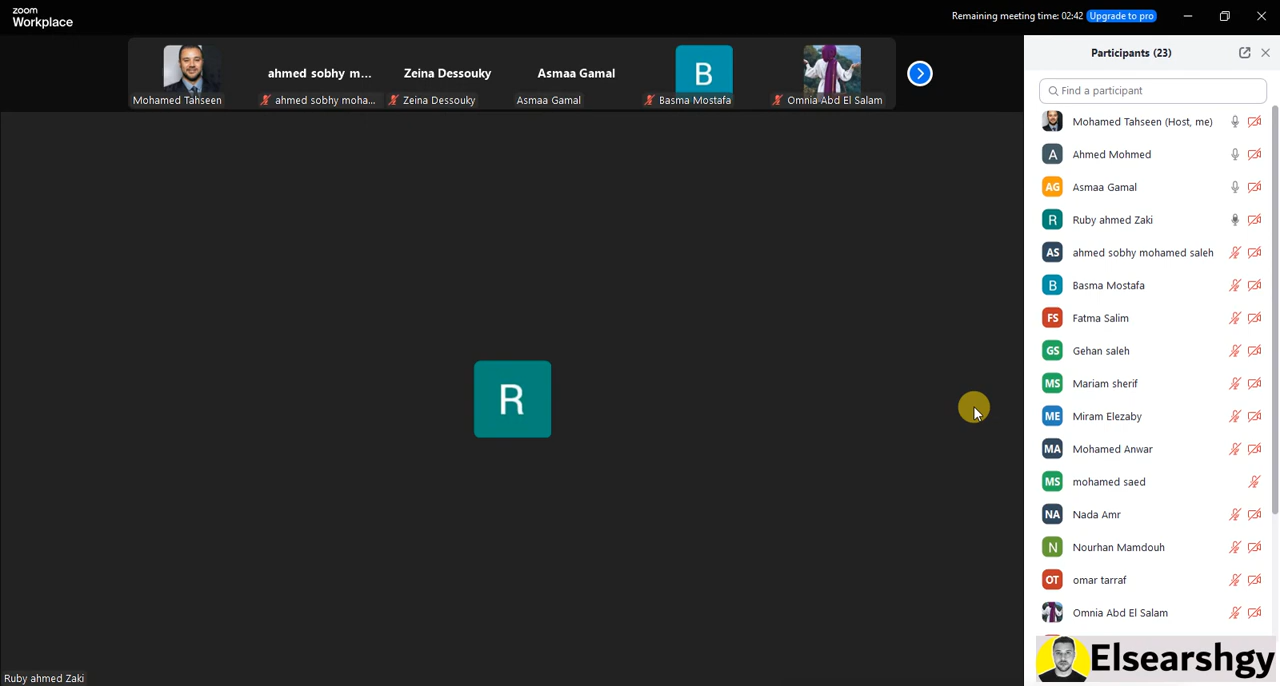 zoom
Workplace
Remaining meeting time: 02:42 Upgrade to pro
Mohamed Tahseen
ahmed sobhy m...
ahmed sobhy moha...
Zeina Dessouky
Zeina Dessouky
Asmaa Gamal
Asmaa Gamal
B
Basma Mostafa
Omnia Abd El Salam
R
Ruby ahmed Zaki
Participants (23)
Find a participant
Mohamed Tahseen (Host, me)
A Ahmed Mohmed
AG Asmaa Gamal
R Ruby ahmed Zaki
AS ahmed sobhy mohamed saleh
B Basma Mostafa
FS Fatma Salim
GS Gehan saleh
MS Mariam sherif
ME Miram Elezaby
MA Mohamed Anwar
MS mohamed saed
NA Nada Amr
N Nourhan Mamdouh
OT omar tarraf
Omnia Abd El Salam
Elsearshgy